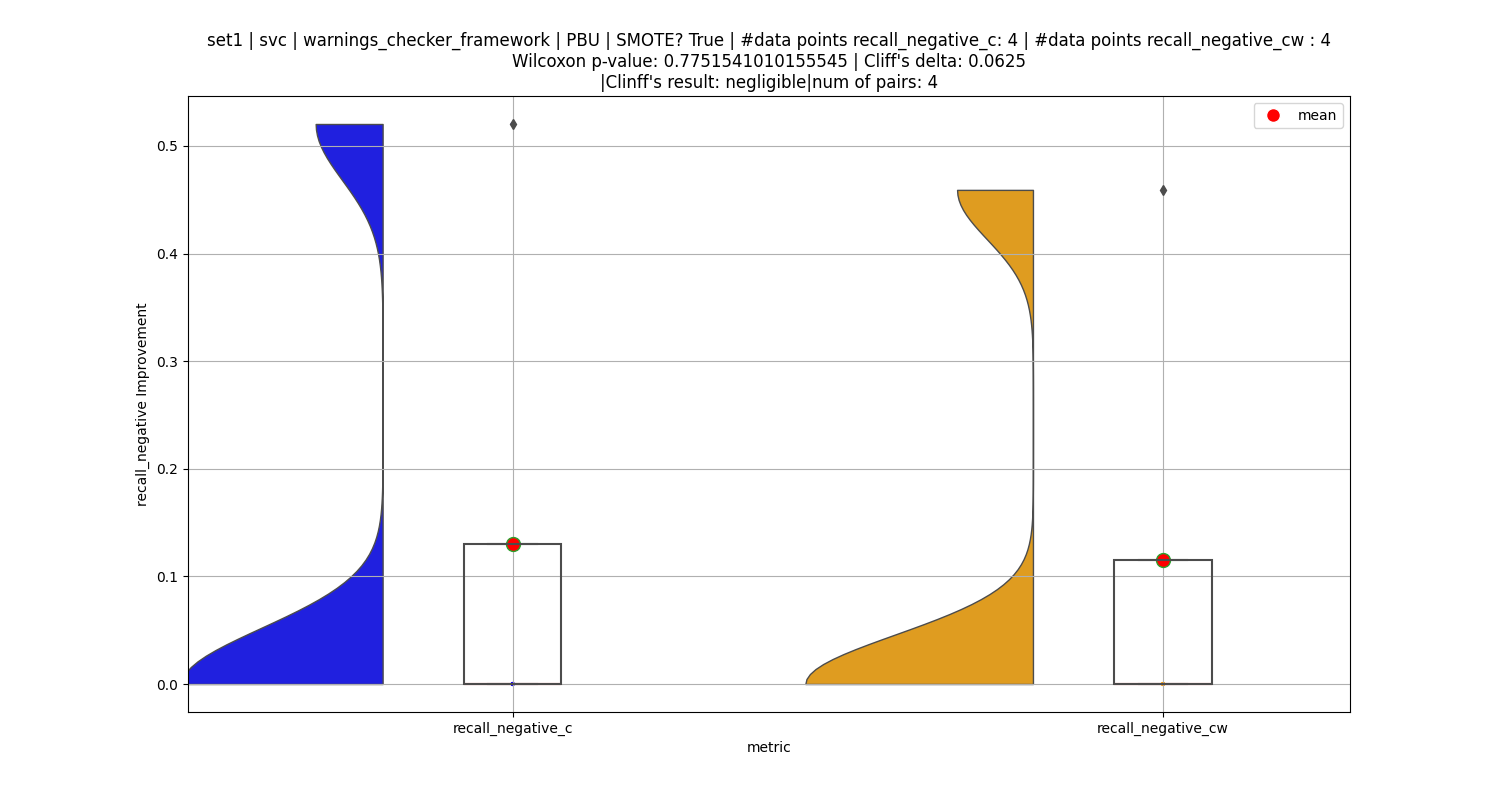 set1 | svc | warnings_checker_framework | PBU | SMOTE? True | #data points recall_negative_c: 4 | #data points recall_negative_cw : 4
Wilcoxon p-value: 0.7751541010155545 | Cliff's delta: 0.0625
|Clinff's result: negligible|num of pairs: 4
mean
0.5
0.4
0.3
0.2
0.1
0.0
recall_negative Improvement
recall_negative_c
recall_negative_cw
metric